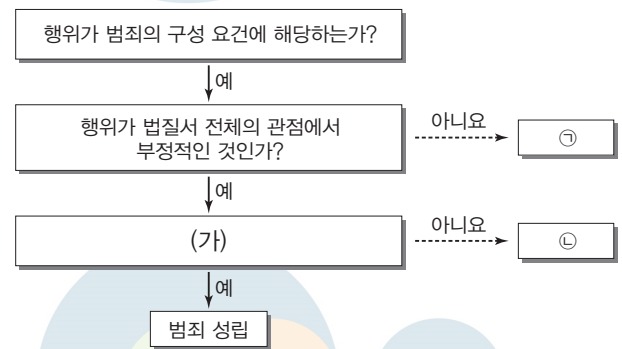 행위가 범죄의 구성 요건에 해당하는가?
예
행위가 법질서 전체의 관점에서
부정적인 것인가?
아니요
㉠
예
(가)
아니요
㉡
예
범죄 성립